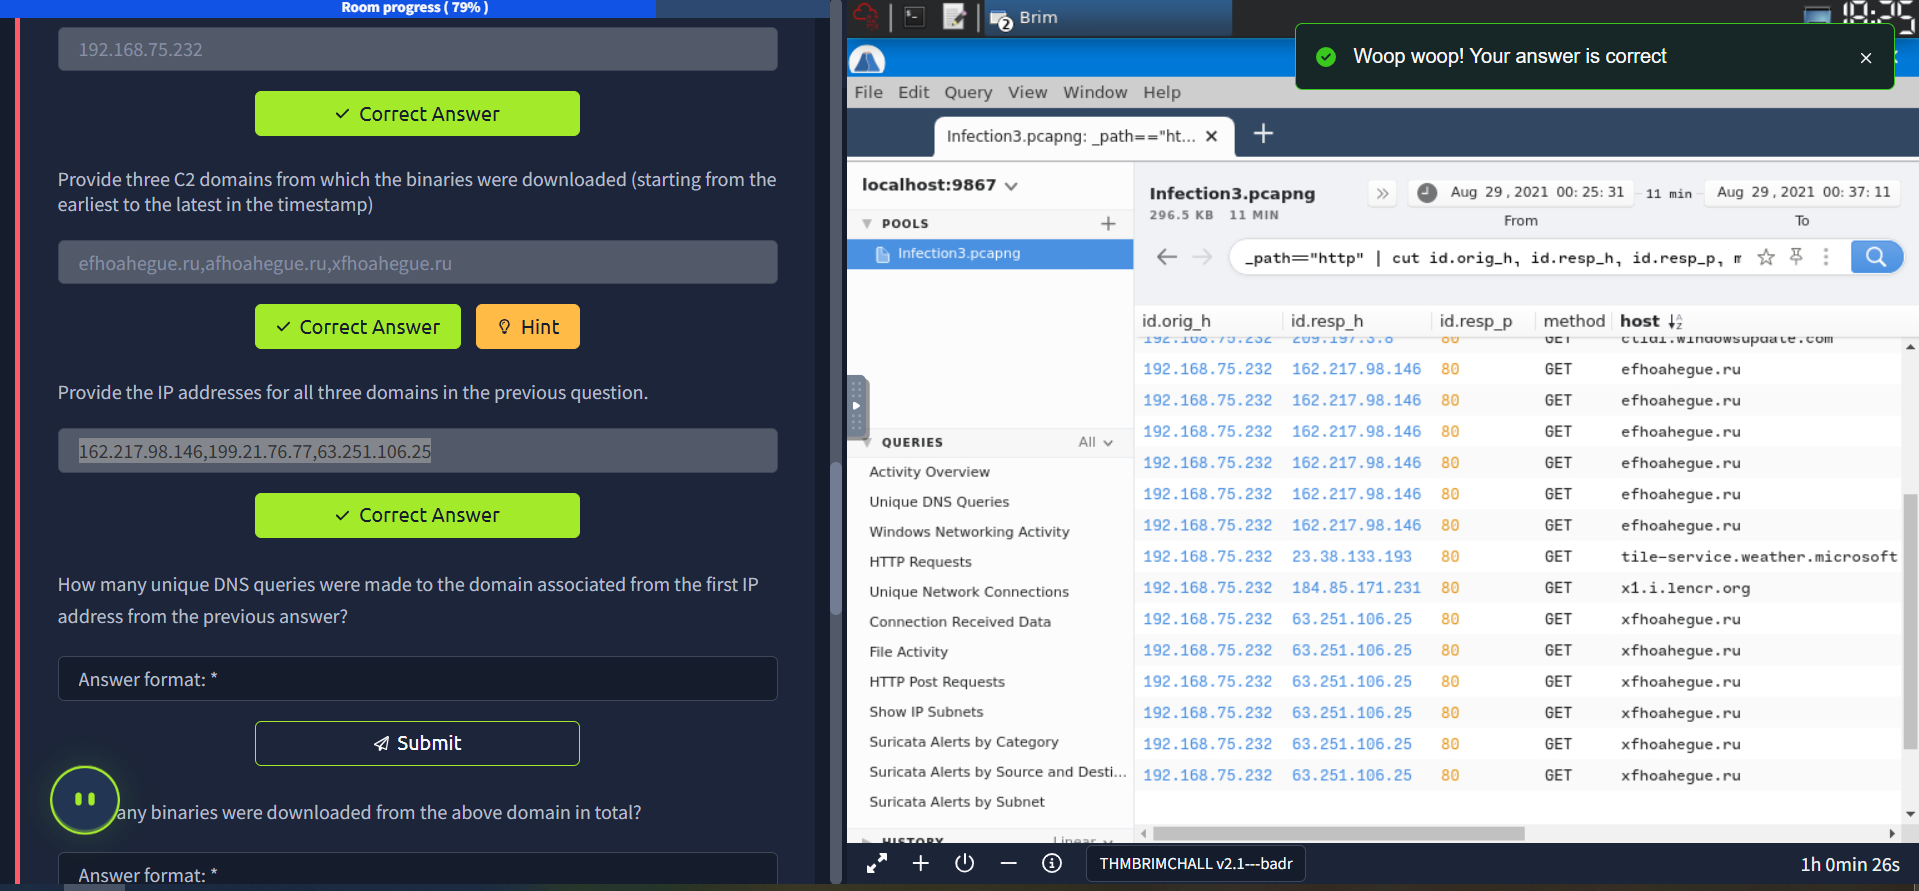 Room progress ( 79% )
192.168.75.232
Correct Answer
Provide three C2 domains from which the binaries were downloaded (starting from the
earliest to the latest in the timestamp)
efhoahegue.ru,afhoahegue.ru,xfhoahegue.ru
Correct Answer
Hint
Provide the IP addresses for all three domains in the previous question.
162.217.98.146,199.21.76.77,63.251.106.25
Correct Answer
How many unique DNS queries were made to the domain associated from the first IP
address from the previous answer?
Answer format: *
Submit
any binaries were downloaded from the above domain in total?
Answer format: *
2 Brim
Woop woop! Your answer is correct
File Edit Query View Window Help
Infection3.pcapng: _path=="ht...
localhost:9867
POOLS
Infection3.pcapng
QUERIES All
Activity Overview
Unique DNS Queries
Windows Networking Activity
HTTP Requests
Unique Network Connections
Connection Received Data
File Activity
HTTP Post Requests
Show IP Subnets
Suricata Alerts by Category
Suricata Alerts by Source and Desti...
Suricata Alerts by Subnet
HISTORY Linear
Infection3.pcapng
296.5 KB 11 MIN
Aug 29, 2021 00:25:31 11 min Aug 29, 2021 00:37:11
From To
_path=="http" | cut id.orig_h, id.resp_h, id.resp_p, m
id.orig_h id.resp_h id.resp_p method host
192.168.75.232 209.197.3.8 80 GET ctldl.windowsupdate.com
192.168.75.232 162.217.98.146 80 GET efhoahegue.ru
192.168.75.232 162.217.98.146 80 GET efhoahegue.ru
192.168.75.232 162.217.98.146 80 GET efhoahegue.ru
192.168.75.232 162.217.98.146 80 GET efhoahegue.ru
192.168.75.232 162.217.98.146 80 GET efhoahegue.ru
192.168.75.232 162.217.98.146 80 GET efhoahegue.ru
192.168.75.232 23.38.133.193 80 GET tile-service.weather.microsoft
192.168.75.232 184.85.171.231 80 GET x1.i.lencr.org
192.168.75.232 63.251.106.25 80 GET xfhoahegue.ru
192.168.75.232 63.251.106.25 80 GET xfhoahegue.ru
192.168.75.232 63.251.106.25 80 GET xfhoahegue.ru
192.168.75.232 63.251.106.25 80 GET xfhoahegue.ru
192.168.75.232 63.251.106.25 80 GET xfhoahegue.ru
192.168.75.232 63.251.106.25 80 GET xfhoahegue.ru
THMBRIMCHALL v2.1---badr
1h 0min 26s